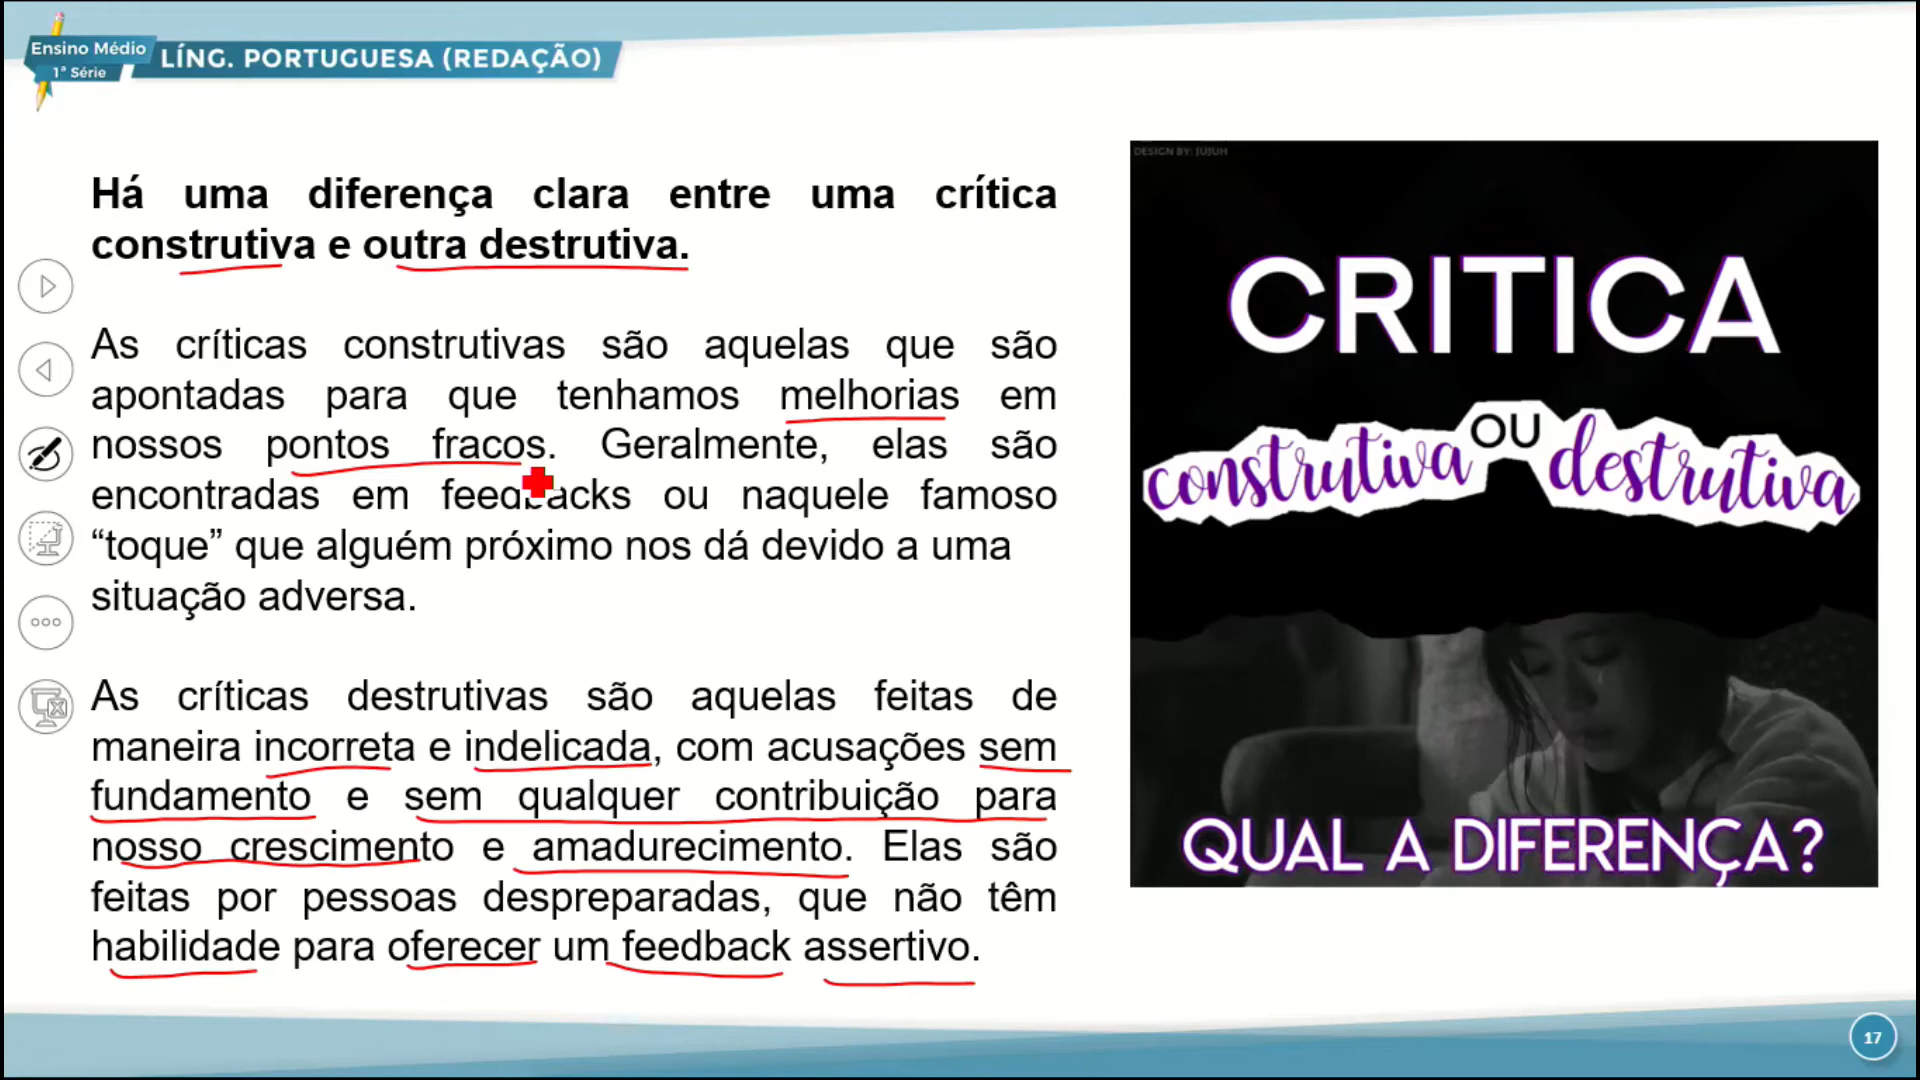 Ensino Médio
1ª Série
LÍNG. PORTUGUESA (REDAÇÃO)
Há uma diferença clara entre uma crítica
construtiva e outra destrutiva.
As críticas construtivas são aquelas que são
apontadas para que tenhamos melhorias em
nossos pontos fracos. Geralmente, elas são
encontradas em feedbacks ou naquele famoso
“toque” que alguém próximo nos dá devido a uma
situação adversa.
As críticas destrutivas são aquelas feitas de
maneira incorreta e indelicada, com acusações sem
fundamento e sem qualquer contribuição para
nosso crescimento e amadurecimento. Elas são
feitas por pessoas despreparadas, que não têm
habilidade para oferecer um feedback assertivo.
DESIGN BY: JUJUH
CRITICA
construtiva OU destrutiva
QUAL A DIFERENÇA?
17